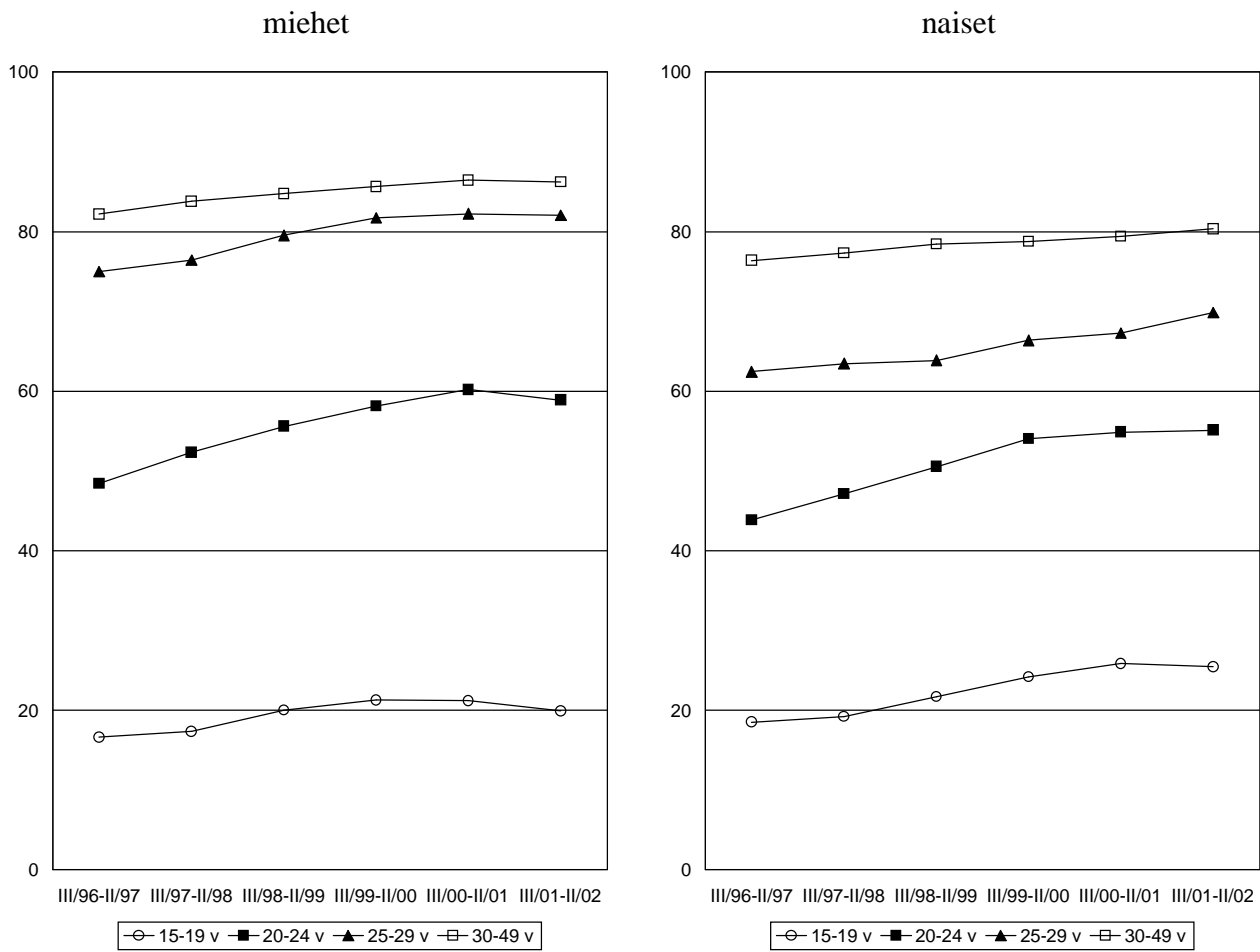 miehet
100
80
60
40
20
0
III/96-II/97 III/97-II/98 III/98-II/99 III/99-II/00 III/00-II/01 III/01-II/02
15-19 v 20-24 v 25-29 v 30-49 v
naiset
100
80
60
40
20
0
III/96-II/97 III/97-II/98 III/98-II/99 III/99-II/00 III/00-II/01 III/01-II/02
15-19 v 20-24 v 25-29 v 30-49 v